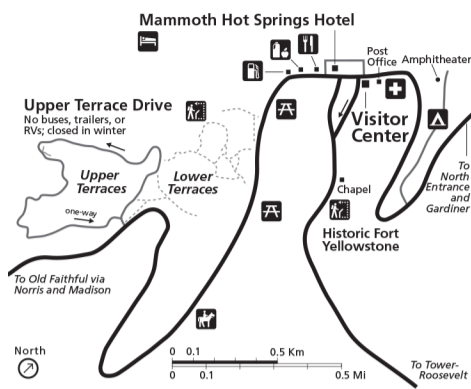 Mammoth Hot Springs Hotel
Post
Office
Amphitheater
Upper Terrace Drive
No buses, trailers, or
RVs; closed in winter
Visitor
Center
Upper
Terraces
Lower
Terraces
To
North
Entrance
and
Gardiner
Chapel
one-way
Historic Fort
Yellowstone
To Old Faithful via
Norris and Madison
North
0 0.1 0.5 Km
0 0.1 0.5 Mi
To Tower-
Roosevelt